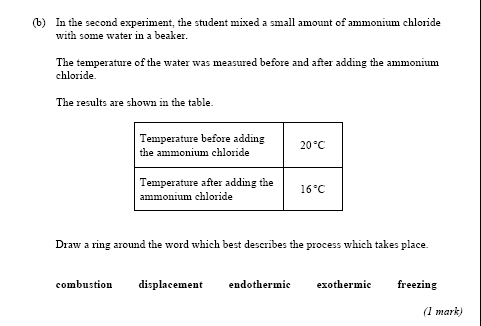 (b) In the second experiment, the student mixed a small amount of ammonium chloride
with some water in a beaker.
The temperature of the water was measured before and after adding the ammonium
chloride.
The results are shown in the table.
Temperature before adding
the ammonium chloride
20°C
Temperature after adding the
ammonium chloride
16°C
Draw a ring around the word which best describes the process which takes place.
combustion displacement endothermic exothermic freezing
(1 mark)